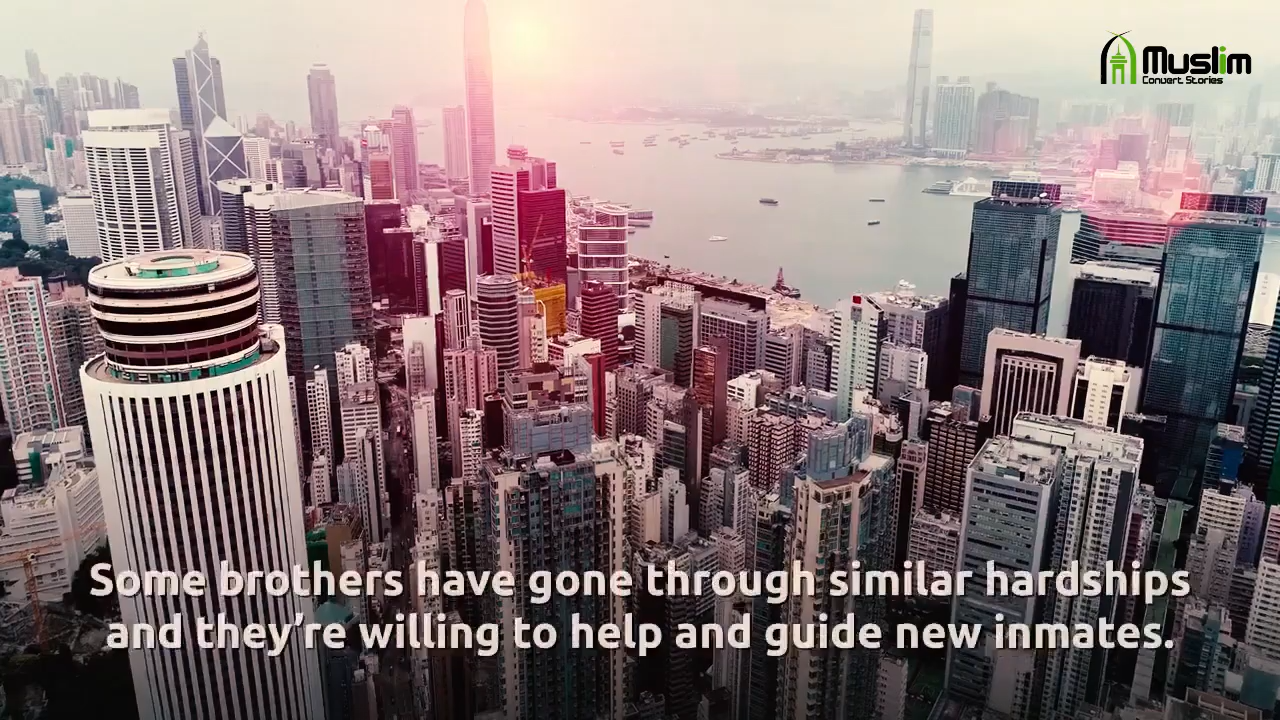 Muslim
Convert Stories
Some brothers have gone through similar hardships
and they’re willing to help and guide new inmates.